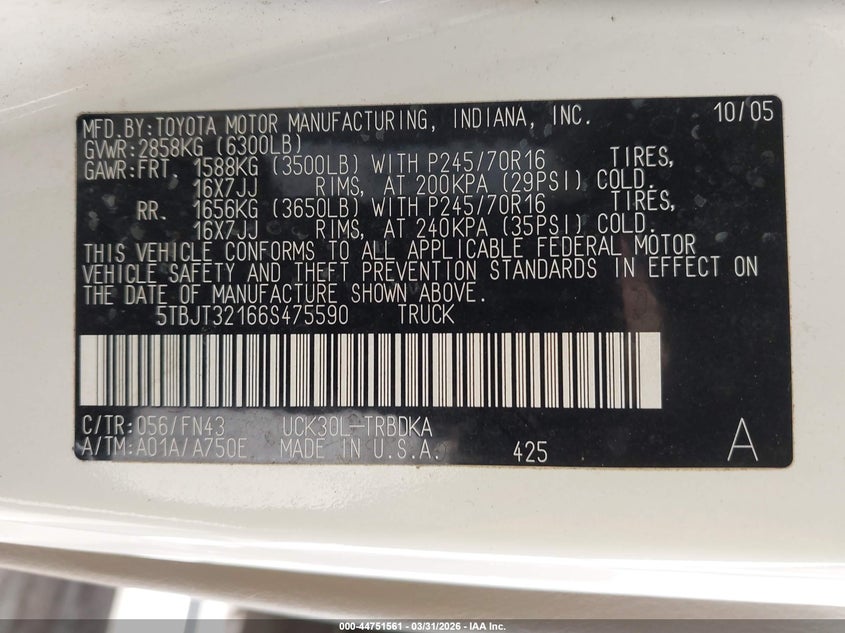 MFD.BY:TOYOTA MOTOR MANUFACTURING, INDIANA, INC. 10/05
GVWR:2858KG (6300LB)
GAWR:FRT. 1588KG (3500LB) WITH P245/70R16 TIRES,
16X7JJ RIMS, AT 200KPA (29PSI) COLD.
RR. 1656KG (3650LB) WITH P245/70R16 TIRES,
16X7JJ RIMS, AT 240KPA (35PSI) COLD.
THIS VEHICLE CONFORMS TO ALL APPLICABLE FEDERAL MOTOR
VEHICLE SAFETY AND THEFT PREVENTION STANDARDS IN EFFECT ON
THE DATE OF MANUFACTURE SHOWN ABOVE.
5TBJT32166S475590 TRUCK
C/TR:056/FN43 UCK30L-TRBDKA
A/TM:A01A/A750E MADE IN U.S.A. 425 A
000-44751561 - 03/31/2026 - IAA Inc.